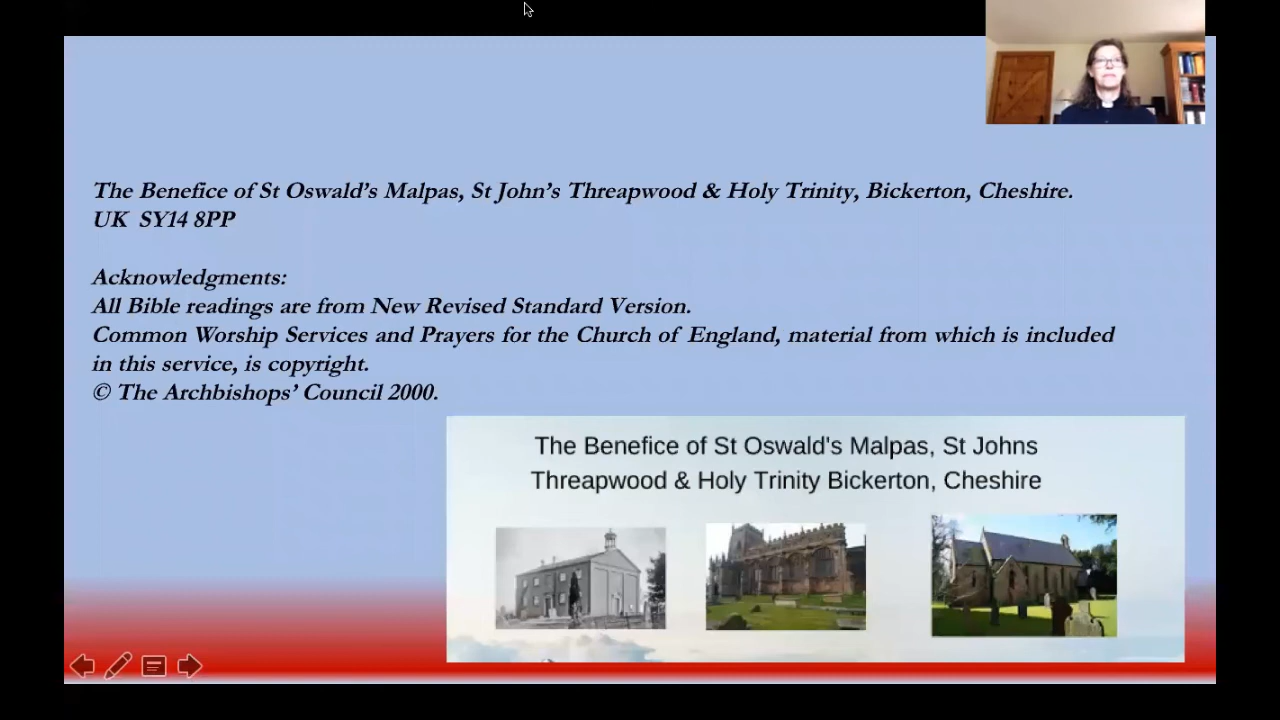 The Benefice of St Oswald’s Malpas, St John’s Threapwood & Holy Trinity, Bickerton, Cheshire.
UK SY14 8PP
Acknowledgments:
All Bible readings are from New Revised Standard Version.
Common Worship Services and Prayers for the Church of England, material from which is included
in this service, is copyright.
© The Archbishops’ Council 2000.
The Benefice of St Oswald's Malpas, St Johns
Threapwood & Holy Trinity Bickerton, Cheshire